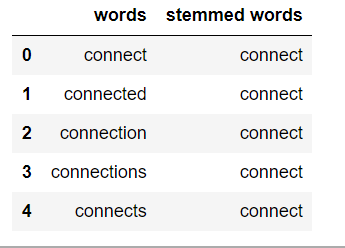 words stemmed words
0 connect connect
1 connected connect
2 connection connect
3 connections connect
4 connects connect